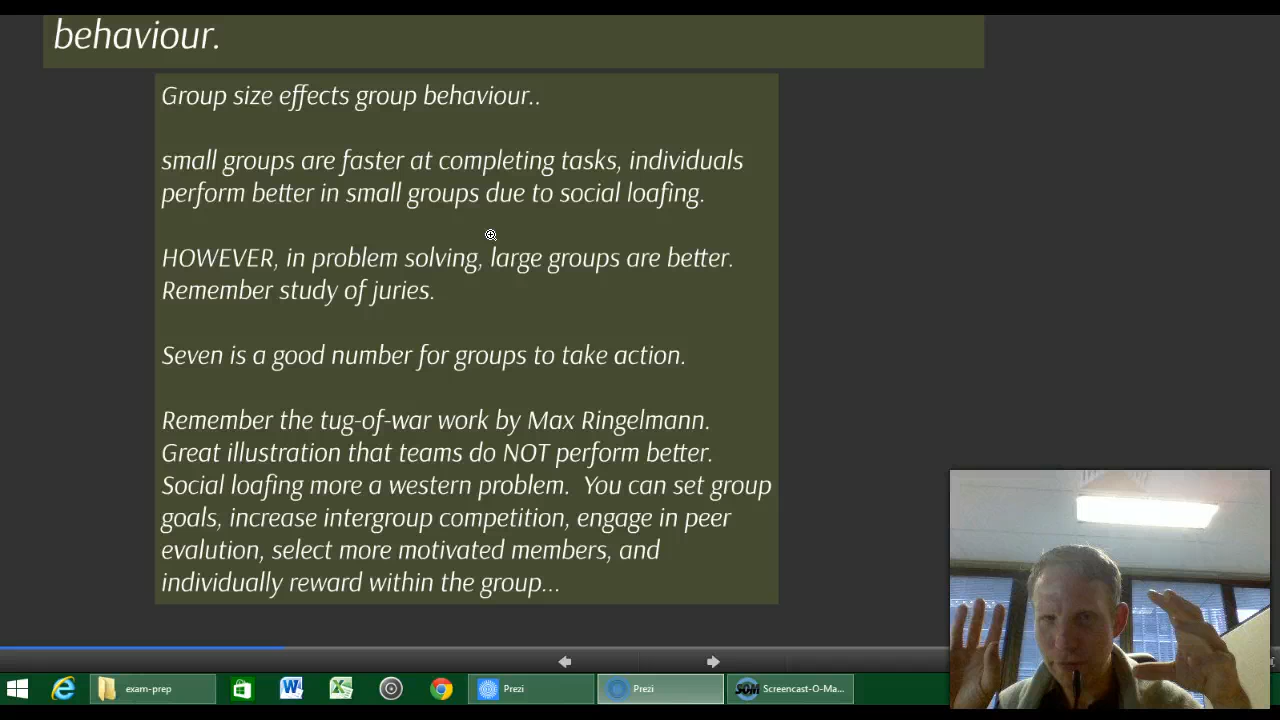 behaviour.
Group size effects group behaviour..
small groups are faster at completing tasks, individuals
perform better in small groups due to social loafing.
HOWEVER, in problem solving, large groups are better.
Remember study of juries.
Seven is a good number for groups to take action.
Remember the tug-of-war work by Max Ringelmann.
Great illustration that teams do NOT perform better.
Social loafing more a western problem.  You can set group
goals, increase intergroup competition, engage in peer
evalution, select more motivated members, and
individually reward within the group...
exam-prep
Prezi
Prezi
SOM
Screencast-O-Ma...